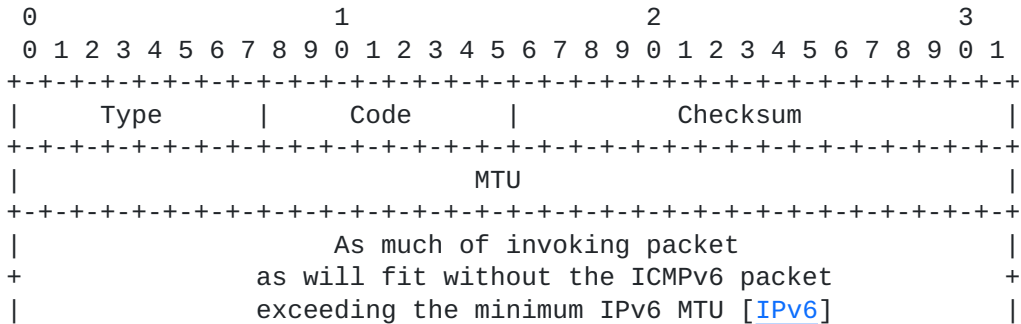 0                   1                   2                   3
 0 1 2 3 4 5 6 7 8 9 0 1 2 3 4 5 6 7 8 9 0 1 2 3 4 5 6 7 8 9 0 1
+-+-+-+-+-+-+-+-+-+-+-+-+-+-+-+-+-+-+-+-+-+-+-+-+-+-+-+-+-+-+-+-+
|     Type      |     Code      |          Checksum             |
+-+-+-+-+-+-+-+-+-+-+-+-+-+-+-+-+-+-+-+-+-+-+-+-+-+-+-+-+-+-+-+-+
|                             MTU                               |
+-+-+-+-+-+-+-+-+-+-+-+-+-+-+-+-+-+-+-+-+-+-+-+-+-+-+-+-+-+-+-+-+
|                    As much of invoking packet                 |
+               as will fit without the ICMPv6 packet           +
|               exceeding the minimum IPv6 MTU [IPv6]           |